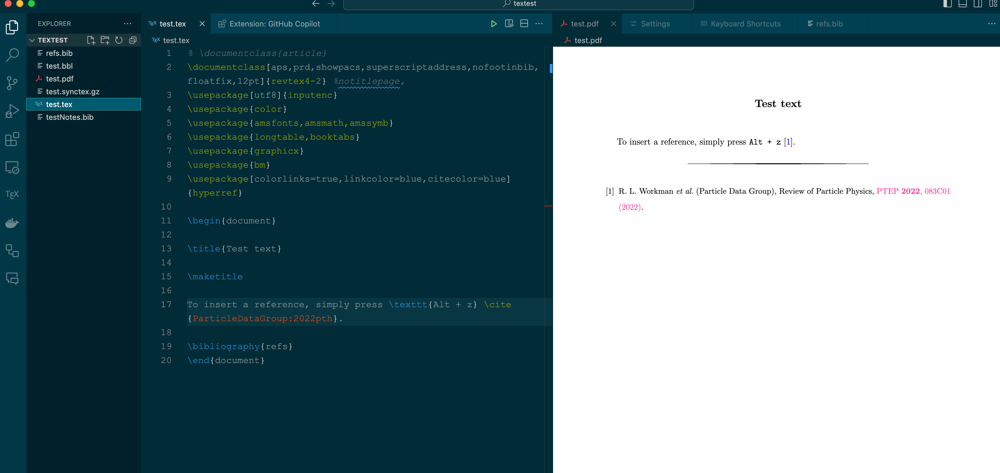 textest
EXPLORER
TEXTEST
refs.bib
test.bbl
test.pdf
test.synctex.gz
TEX test.tex
testNotes.bib
TEX
TEX test.tex
Extension: GitHub Copilot
TEX test.tex
1 % \documentclass{article}
2 \documentclass[aps,prd,showpacs,superscriptaddress,nofootinbib,
floatfix,12pt]{revtex4-2} %notitlepage,
3 \usepackage[utf8]{inputenc}
4 \usepackage{color}
5 \usepackage{amsfonts,amsmath,amssymb}
6 \usepackage{longtable,booktabs}
7 \usepackage{graphicx}
8 \usepackage{bm}
9 \usepackage[colorlinks=true,linkcolor=blue,citecolor=blue]
{hyperref}
10
11 \begin{document}
12
13 \title{Test text}
14
15 \maketitle
16
17 To insert a reference, simply press \texttt{Alt + z} \cite
{ParticleDataGroup:2022pth}.
18
19 \bibliography{refs}
20 \end{document}
test.pdf
Settings
Keyboard Shortcuts
refs.bib
test.pdf
Test text
To insert a reference, simply press Alt + z [1].
[1] R. L. Workman et al. (Particle Data Group), Review of Particle Physics, PTEP 2022, 083C01
(2022).